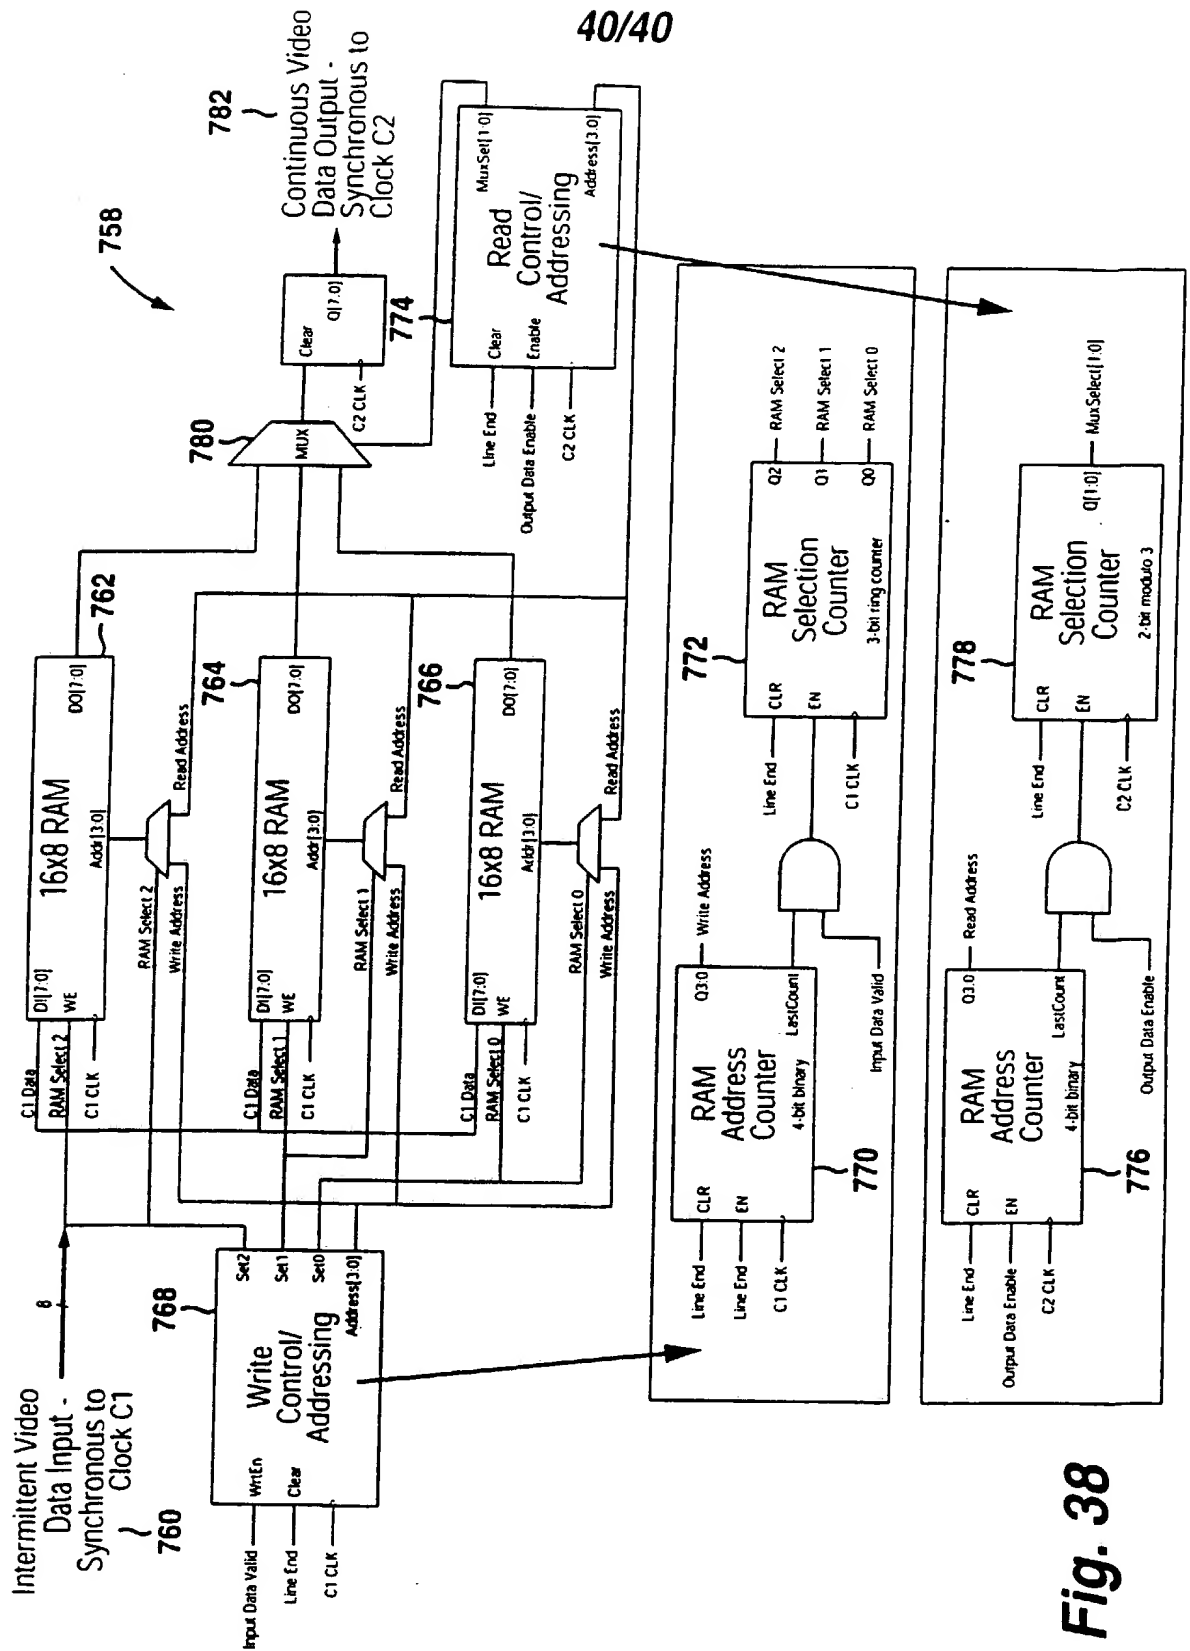 40/40
Intermittent Video
Data Input -
Synchronous to
Clock C1
760
8
758
Continuous Video
Data Output -
Synchronous to
Clock C2
782
768
Write
Control/
Addressing
Input Data Valid
WrtEn
Line End
Clear
C1 CLK
Set2
Set1
Set0
Address[3:0]
762
16x8 RAM
C1 Data
DI[7:0]
RAM Select 2
WE
C1 CLK
DO[7:0]
Addr[3:0]
RAM Select 2
Write Address
Read Address
764
16x8 RAM
C1 Data
DI[7:0]
RAM Select 1
WE
C1 CLK
DO[7:0]
Addr[3:0]
RAM Select 1
Write Address
Read Address
766
16x8 RAM
C1 Data
DI[7:0]
RAM Select 0
WE
C1 CLK
DO[7:0]
Addr[3:0]
RAM Select 0
Write Address
Read Address
780
MUX
Clear
Q[7:0]
C2 CLK
774
Read
Control/
Addressing
Line End
Clear
Output Data Enable
Enable
C2 CLK
MuxSet[1:0]
Address[3:0]
770
RAM
Address
Counter
4-bit binary
Line End
CLR
Line End
EN
C1 CLK
Q3:0
Write Address
LastCount
Input Data Valid
772
RAM
Selection
Counter
3-bit ring counter
Line End
CLR
EN
C1 CLK
Q2
RAM Select 2
Q1
RAM Select 1
Q0
RAM Select 0
776
RAM
Address
Counter
4-bit binary
Line End
CLR
Output Data Enable
EN
C2 CLK
Q3:0
Read Address
LastCount
Output Data Enable
778
RAM
Selection
Counter
2-bit modulo 3
Line End
CLR
EN
C2 CLK
Q[1:0]
MuxSelect[1:0]
Fig. 38